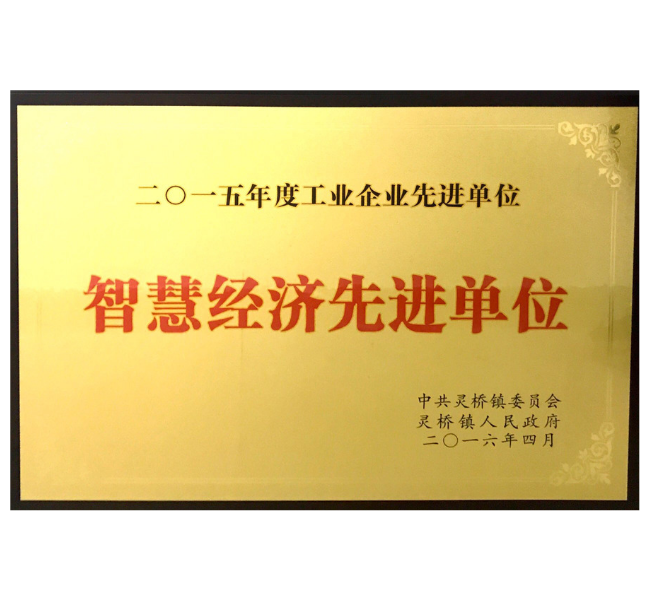 二〇一五年度工业企业先进单位
智慧经济先进单位
中共灵桥镇委员会
灵桥镇人民政府
二〇一六年四月